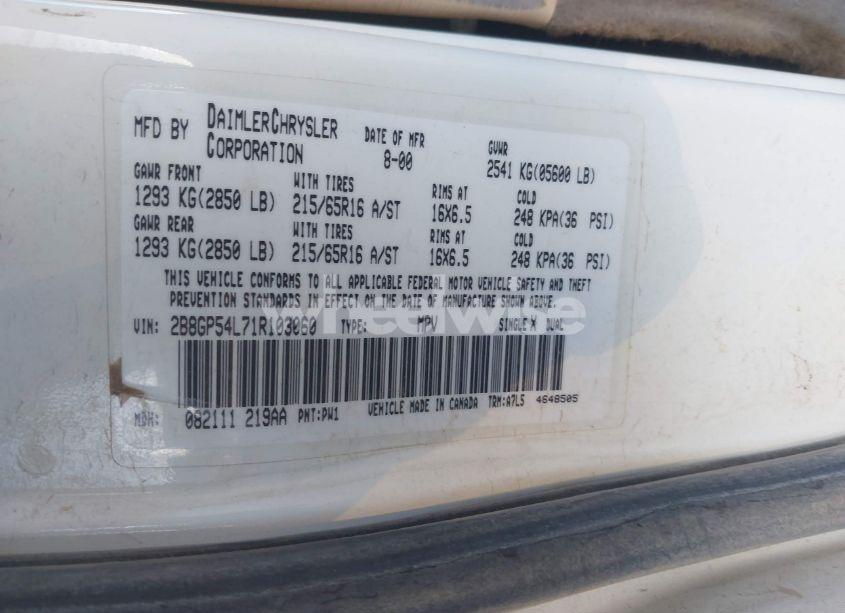 MFD BY DAIMLERCHRYSLER CORPORATION DATE OF MFR 8-00 GVWR 2541 KG(05600 LB)
GAWR FRONT WITH TIRES RIMS AT COLD
1293 KG(2850 LB) 215/65R16 A/ST 16X6.5 248 KPA(36 PSI)
GAWR REAR WITH TIRES RIMS AT COLD
1293 KG(2850 LB) 215/65R16 A/ST 16X6.5 248 KPA(36 PSI)
THIS VEHICLE CONFORMS TO ALL APPLICABLE FEDERAL MOTOR VEHICLE SAFETY AND THEFT
PREVENTION STANDARDS IN EFFECT ON THE DATE OF MANUFACTURE SHOWN ABOVE.
VIN: 2B8GP54L71R103060 TYPE: MPV SINGLE X DUAL
MDH: 082111 219AA PNT:PW1 VEHICLE MADE IN CANADA TRM:A7L5 4648505
wheelwise